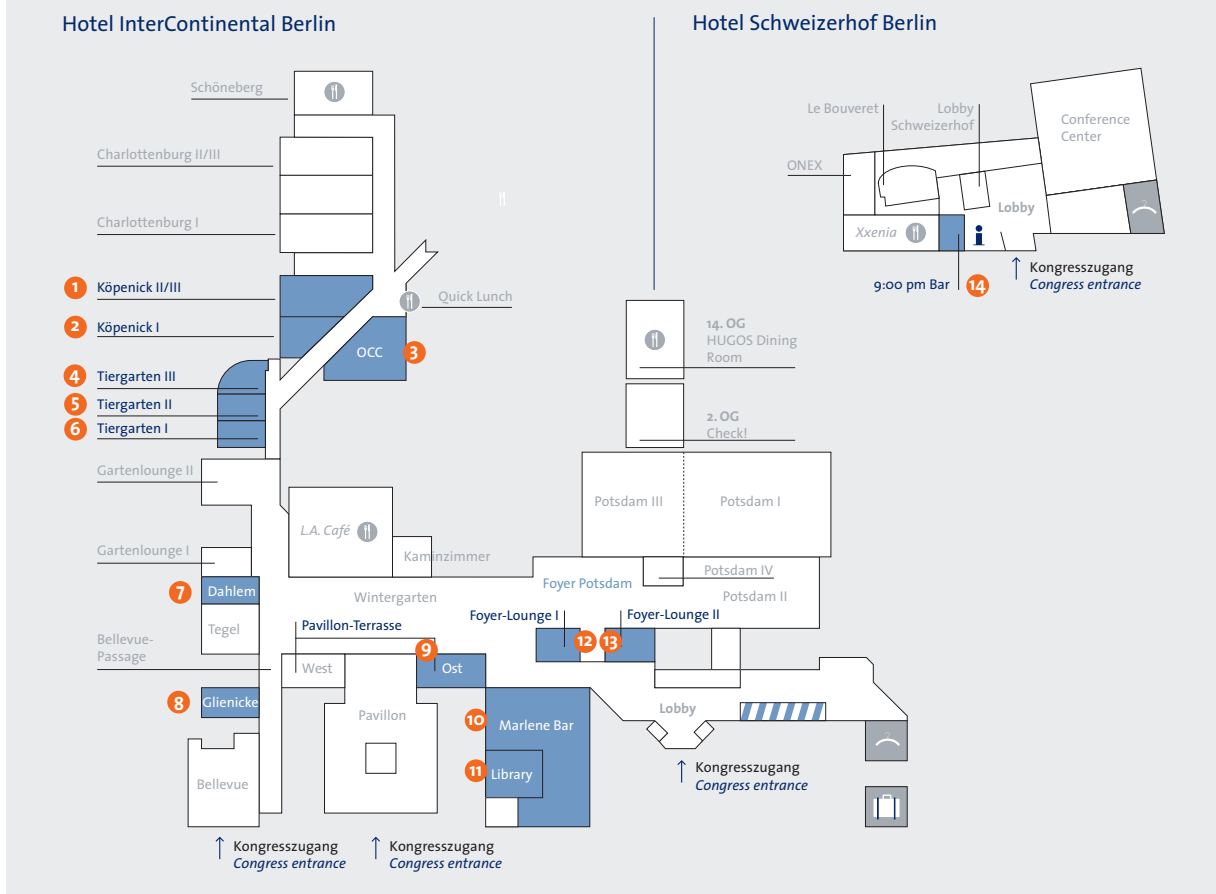 Hotel InterContinental Berlin
Hotel Schweizerhof Berlin
Schöneberg
Charlottenburg II/III
Charlottenburg I
1 Köpenick II/III
2 Köpenick I
Quick Lunch
OCC 3
4 Tiergarten III
5 Tiergarten II
6 Tiergarten I
Gartenlounge II
L.A. Café
Kaminzimmer
Gartenlounge I
7 Dahlem
Wintergarten
Tegel
Pavillon-Terrasse
Bellevue-
Passage
West
9
Ost
8 Glienicke
Pavillon
10 Marlene Bar
11 Library
Bellevue
Kongresszugang
Congress entrance
Kongresszugang
Congress entrance
Le Bouveret
Lobby
Schweizerhof
Conference
Center
ONEX
Lobby
Xxenia
i
Kongresszugang
Congress entrance
9:00 pm Bar 14
14. OG
HUGOS Dining
Room
2. OG
Check!
Potsdam III
Potsdam I
Foyer Potsdam
Potsdam IV
Potsdam II
Foyer-Lounge I
Foyer-Lounge II
12
13
Lobby
Kongresszugang
Congress entrance